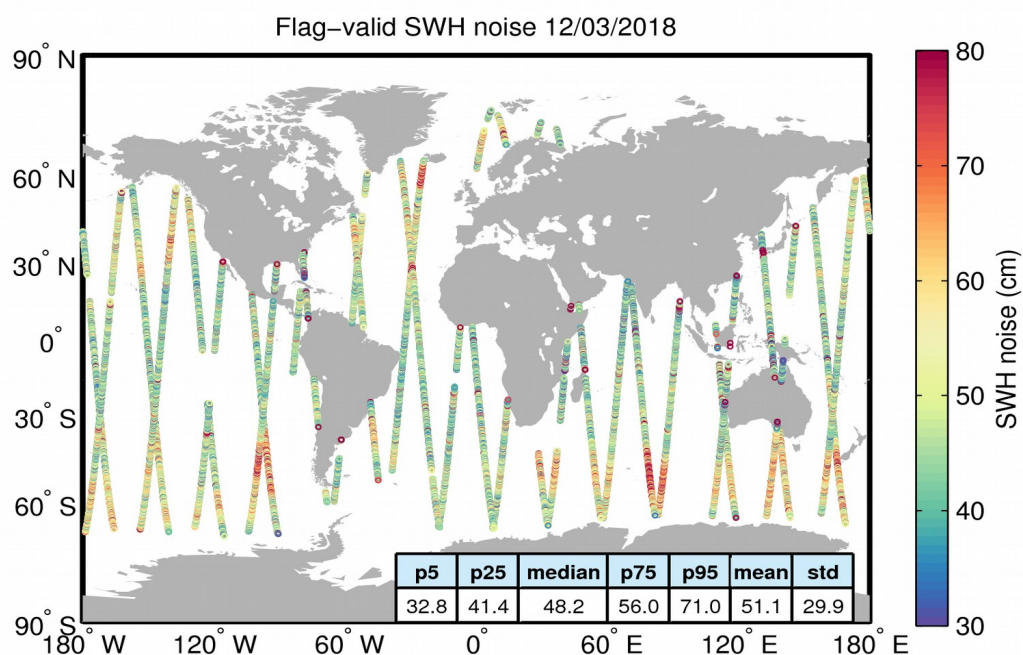 Flag−valid SWH noise 12/03/2018
90° N
60° N
30° N
0°
30° S
60° S
90° S
180° W
120° W
60° W
0°
60° E
120° E
180° E
80
70
60
50
40
30
SWH noise (cm)
p5 p25 median p75 p95 mean std
32.8 41.4 48.2 56.0 71.0 51.1 29.9